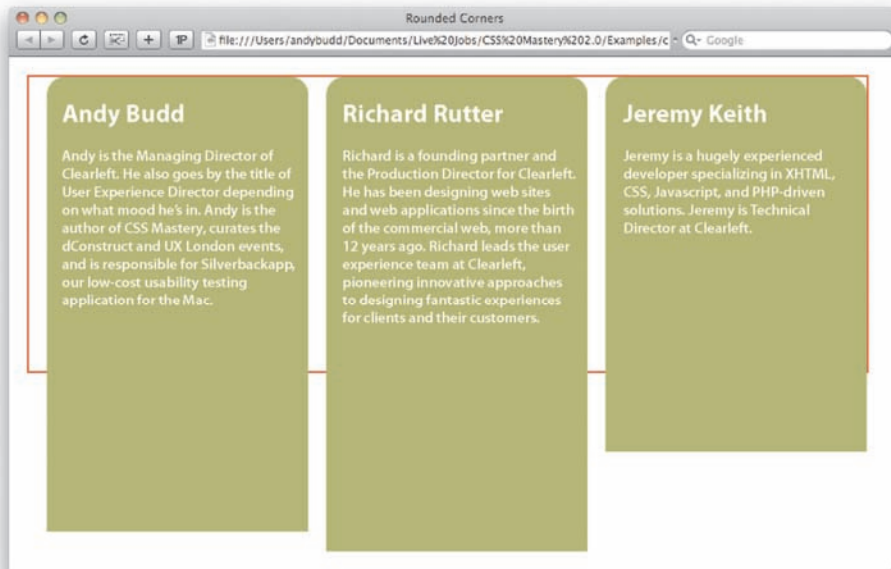 Rounded Corners
1P
file:///Users/andybudd/Documents/Live%20Jobs/CSS%20Mastery%202.0/Examples/c
Google
Andy Budd
Andy is the Managing Director of
Clearleft. He also goes by the title of
User Experience Director depending
on what mood he's in. Andy is the
author of CSS Mastery, curates the
dConstruct and UX London events,
and is responsible for Silverbackapp,
our low-cost usability testing
application for the Mac.
Richard Rutter
Richard is a founding partner and
the Production Director for Clearleft.
He has been designing web sites
and web applications since the birth
of the commercial web, more than
12 years ago. Richard leads the user
experience team at Clearleft,
pioneering innovative approaches
to designing fantastic experiences
for clients and their customers.
Jeremy Keith
Jeremy is a hugely experienced
developer specializing in XHTML,
CSS, Javascript, and PHP-driven
solutions. Jeremy is Technical
Director at Clearleft.